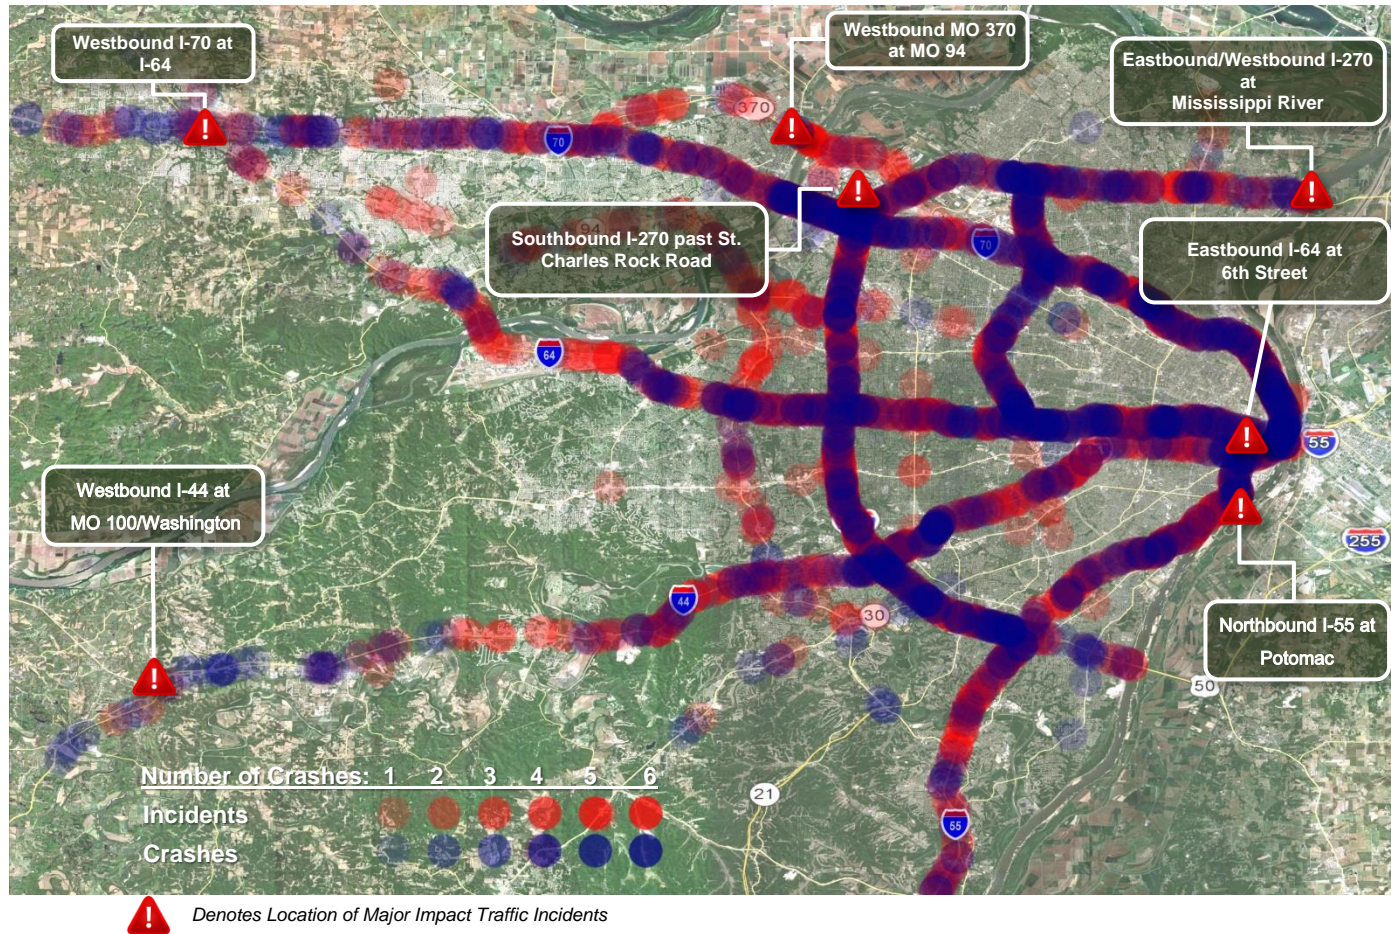 Westbound I-70 at
I-64
Westbound MO 370
at MO 94
Eastbound/Westbound I-270
at
Mississippi River
370
70
94
Southbound I-270 past St.
Charles Rock Road
70
Eastbound I-64 at
6th Street
64
55
Westbound I-44 at
MO 100/Washington
255
44
30
Northbound I-55 at
Potomac
50
21
55
Number of Crashes: 1 2 3 4 5 6
Incidents
Crashes
Denotes Location of Major Impact Traffic Incidents